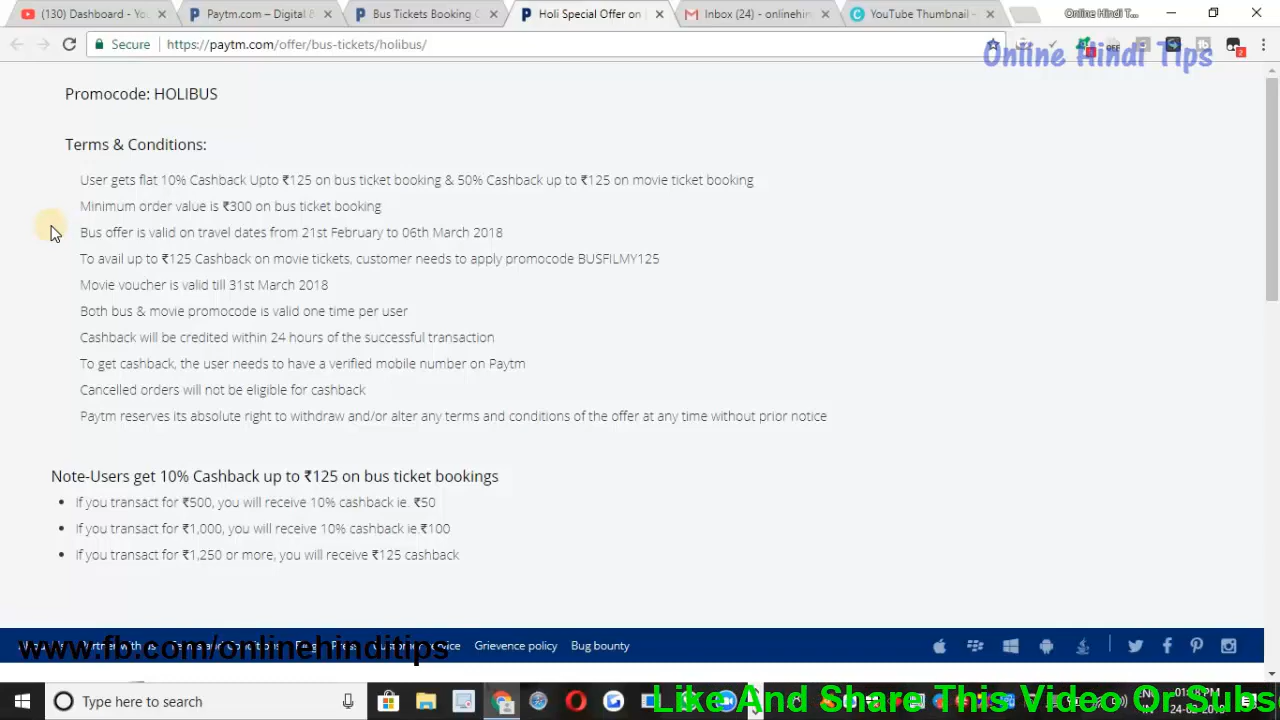 (130) Dashboard - You
Paytm.com – Digital &
Bus Tickets Booking
Holi Special Offer on
Inbox (24) - onlinehin
YouTube Thumbnail –
Online Hindi T...
Secure
https://paytm.com/offer/bus-tickets/holibus/
OFF
2
Online Hindi Tips
Promocode: HOLIBUS
Terms & Conditions:
User gets flat 10% Cashback Upto ₹125 on bus ticket booking & 50% Cashback up to ₹125 on movie ticket booking
Minimum order value is ₹300 on bus ticket booking
Bus offer is valid on travel dates from 21st February to 06th March 2018
To avail up to ₹125 Cashback on movie tickets, customer needs to apply promocode BUSFILMY125
Movie voucher is valid till 31st March 2018
Both bus & movie promocode is valid one time per user
Cashback will be credited within 24 hours of the successful transaction
To get cashback, the user needs to have a verified mobile number on Paytm
Cancelled orders will not be eligible for cashback
Paytm reserves its absolute right to withdraw and/or alter any terms and conditions of the offer at any time without prior notice
Note-Users get 10% Cashback up to ₹125 on bus ticket bookings
If you transact for ₹500, you will receive 10% cashback ie. ₹50
If you transact for ₹1,000, you will receive 10% cashback ie.₹100
If you transact for ₹1,250 or more, you will receive ₹125 cashback
Grievence policy
Bug bounty
www.fb.com/onlinehinditips
Type here to search
Like And Share This Video Or Subs